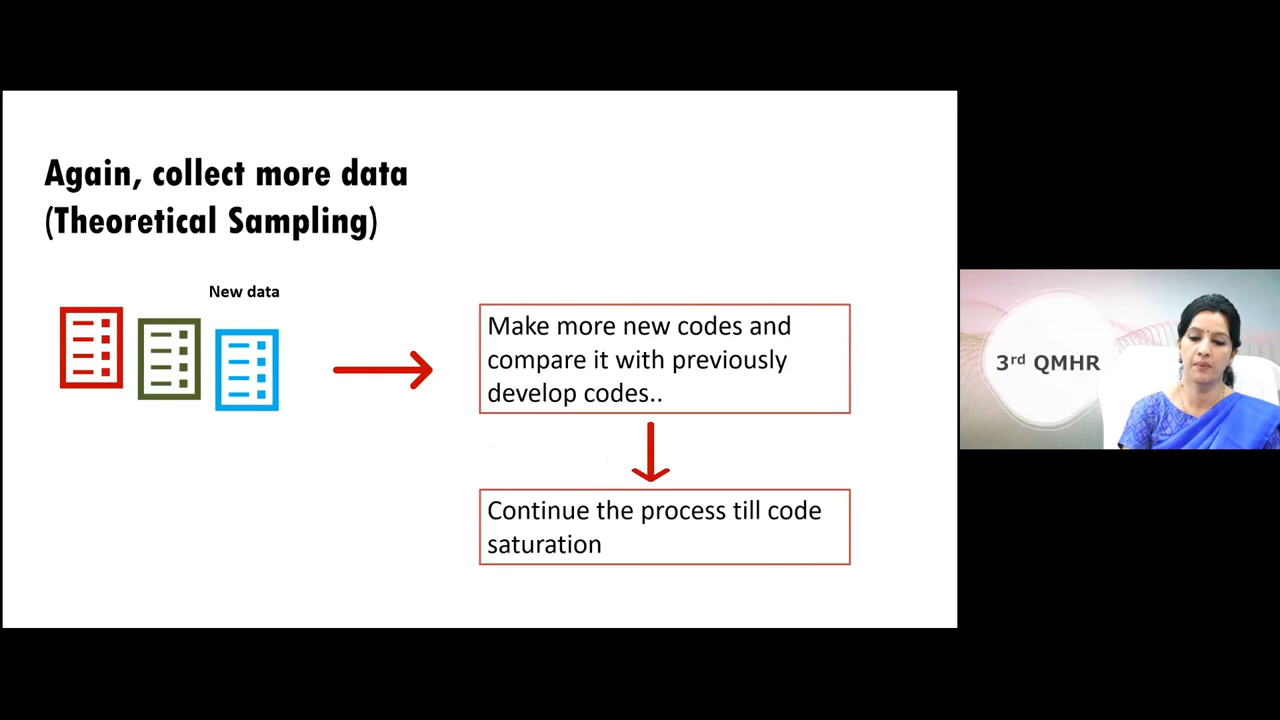 Again, collect more data
(Theoretical Sampling)
New data
Make more new codes and
compare it with previously
develop codes..
Continue the process till code
saturation
3rd QMHR